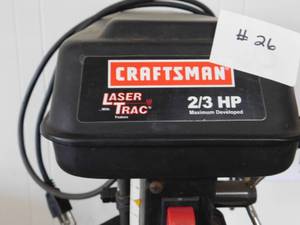 # 26
CRAFTSMAN
LASER
TRAC
2/3 HP
Maximum Developed